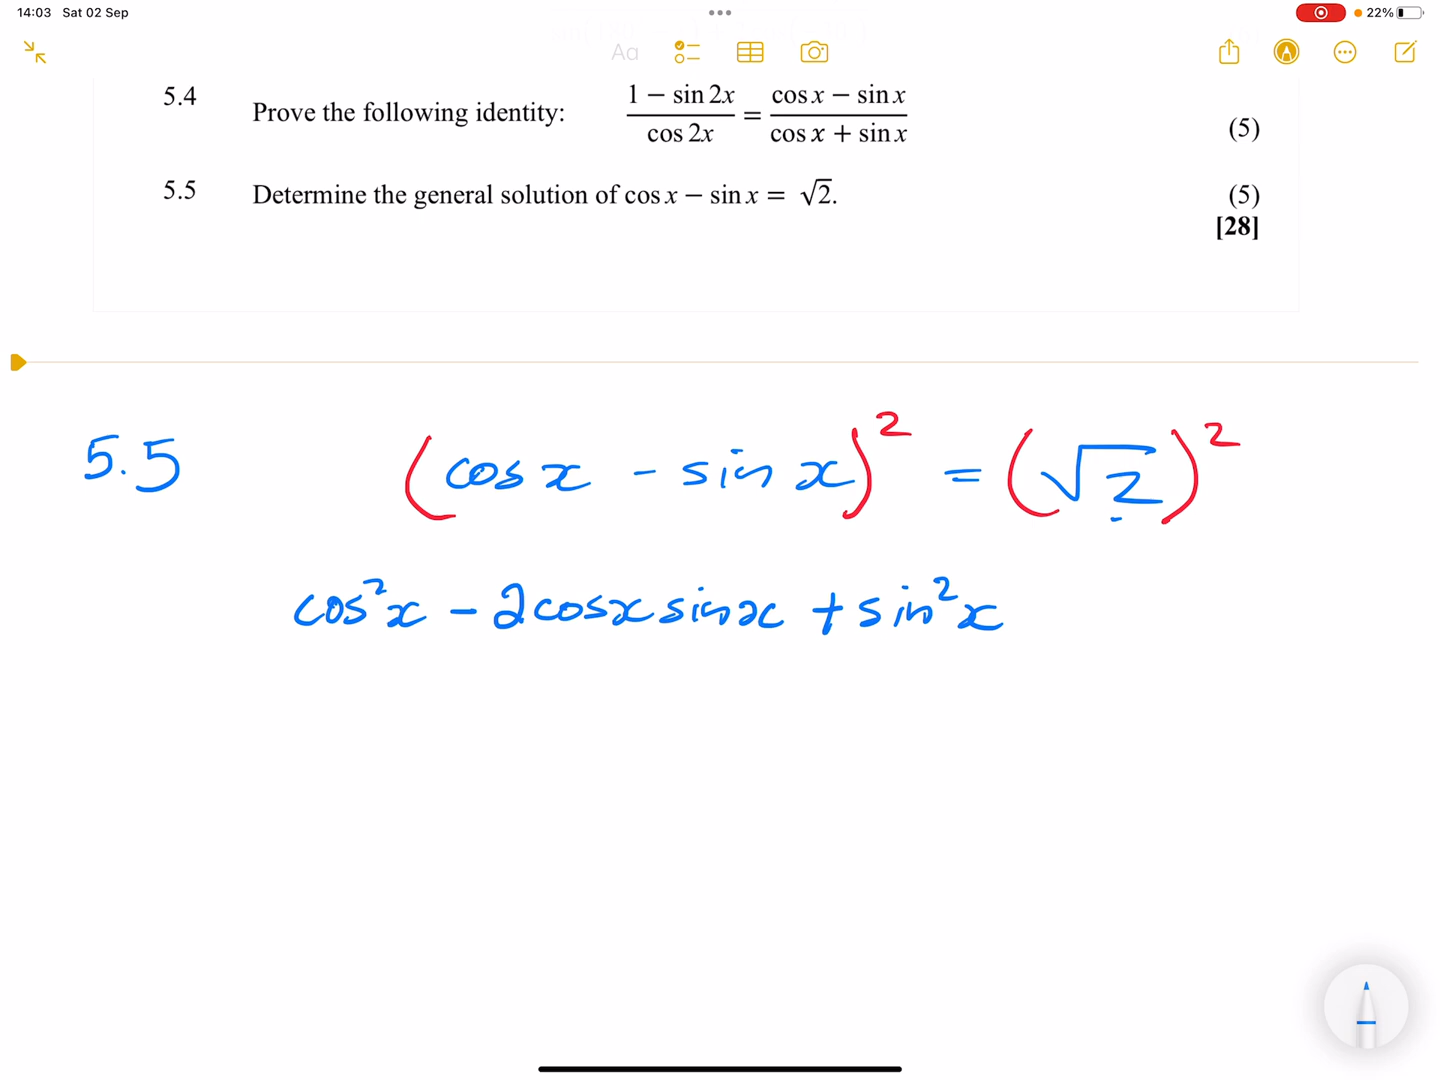 14:03 Sat 02 Sep 22%
Aa
5.4 Prove the following identity: (1 − sin 2x)/(cos 2x) = (cos x − sin x)/(cos x + sin x) (5)
5.5 Determine the general solution of cos x − sin x = √2. (5)
[28]
5.5 (cos x - sin x)² = (√2)²
cos²x - 2cosx sinx + sin²x